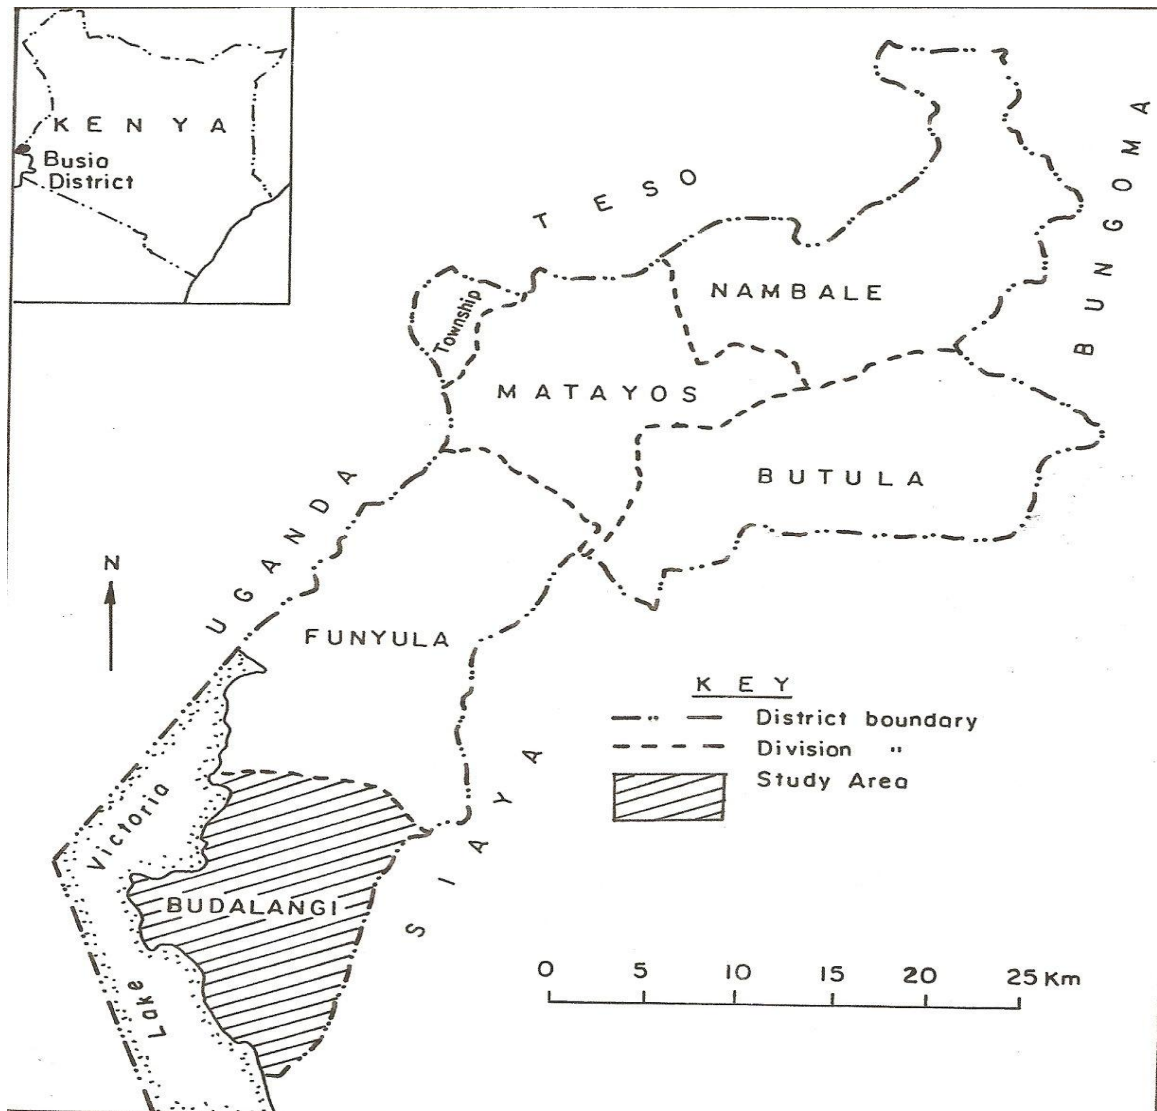 KENYA
Busia
District
TESO
BUNGOMA
NAMBALE
Township
MATAYOS
BUTULA
UGANDA
N
FUNYULA
KEY
District boundary
Division "
Study Area
SIAYA
Lake Victoria
BUDALANGI
0 5 10 15 20 25 Km